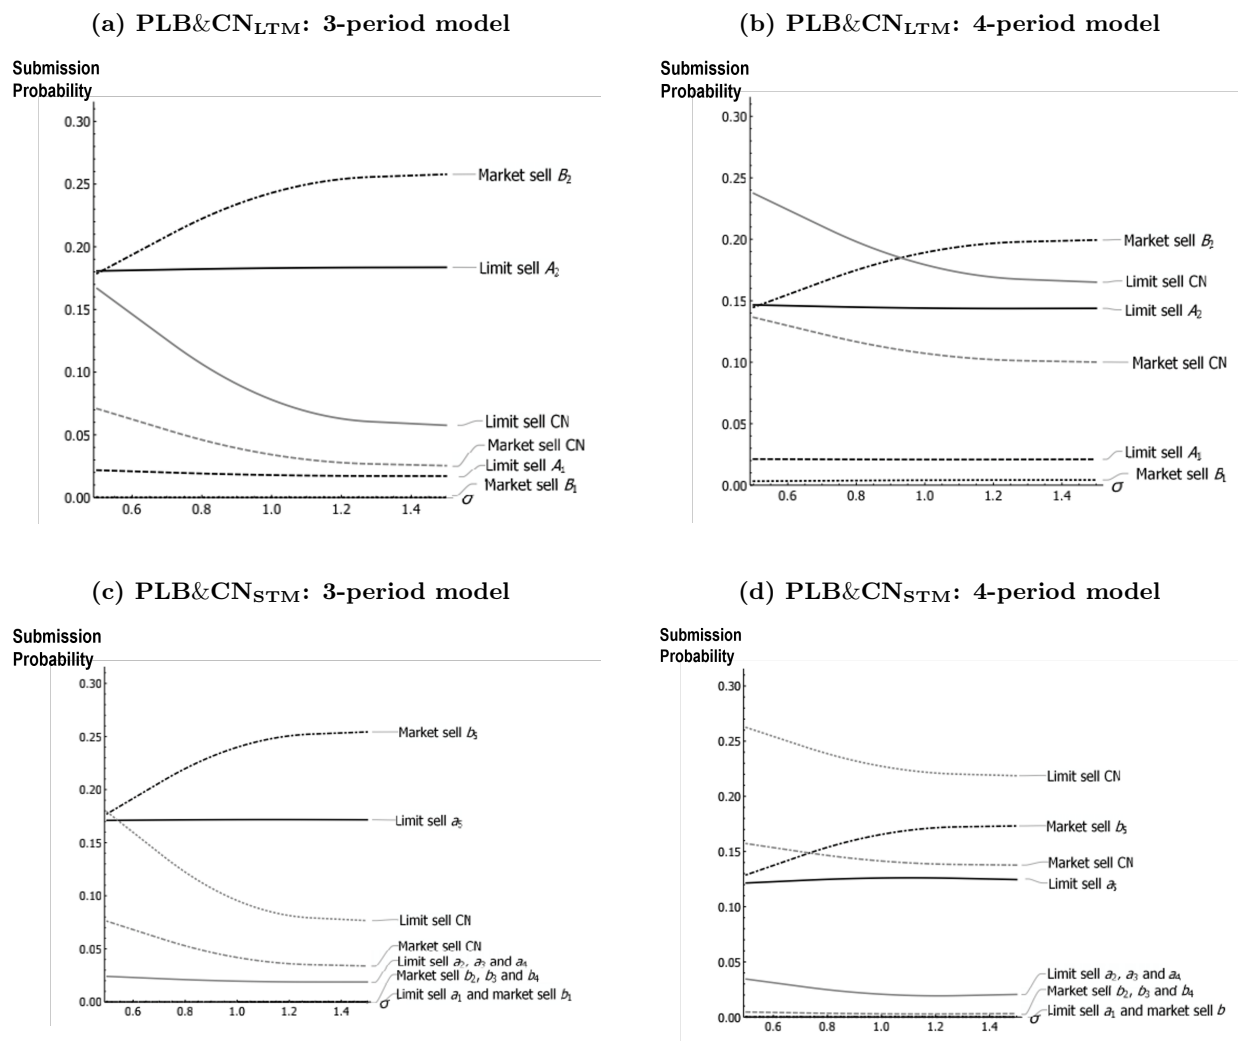 (a) PLB&CN_LTM: 3-period model
Submission
Probability
0.30
0.25
0.20
0.15
0.10
0.05
0.00
0.6 0.8 1.0 1.2 1.4
σ
Market sell B₂
Limit sell A₂
Limit sell CN
Market sell CN
Limit sell A₁
Market sell B₁
(b) PLB&CN_LTM: 4-period model
Submission
Probability
0.30
0.25
0.20
0.15
0.10
0.05
0.00
0.6 0.8 1.0 1.2 1.4
σ
Market sell B₂
Limit sell CN
Limit sell A₂
Market sell CN
Limit sell A₁
Market sell B₁
(c) PLB&CN_STM: 3-period model
Submission
Probability
0.30
0.25
0.20
0.15
0.10
0.05
0.00
0.6 0.8 1.0 1.2 1.4
σ
Market sell b₅
Limit sell a₅
Limit sell CN
Market sell CN
Limit sell a₂, a₃ and a₄
Market sell b₂, b₃ and b₄
Limit sell a₁ and market sell b₁
(d) PLB&CN_STM: 4-period model
Submission
Probability
0.30
0.25
0.20
0.15
0.10
0.05
0.00
0.6 0.8 1.0 1.2 1.4
σ
Limit sell CN
Market sell b₅
Market sell CN
Limit sell a₅
Limit sell a₂, a₃ and a₄
Market sell b₂, b₃ and b₄
Limit sell a₁ and market sell b